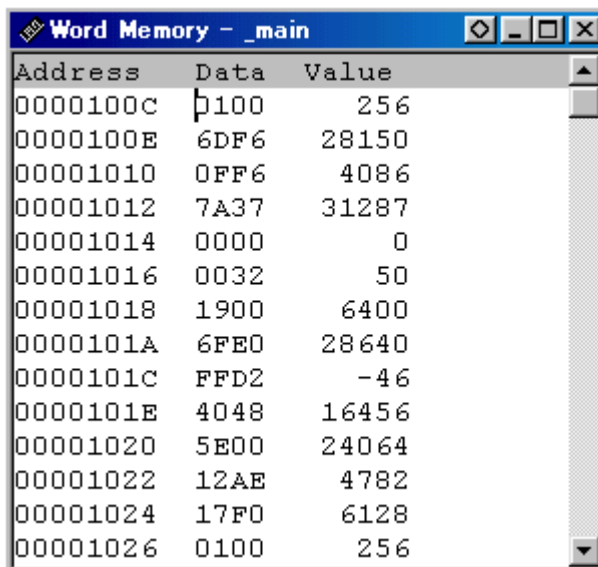 Word Memory - _main
Address Data Value
0000100C 0100 256
0000100E 6DF6 28150
00001010 0FF6 4086
00001012 7A37 31287
00001014 0000 0
00001016 0032 50
00001018 1900 6400
0000101A 6FE0 28640
0000101C FFD2 -46
0000101E 4048 16456
00001020 5E00 24064
00001022 12AE 4782
00001024 17F0 6128
00001026 0100 256